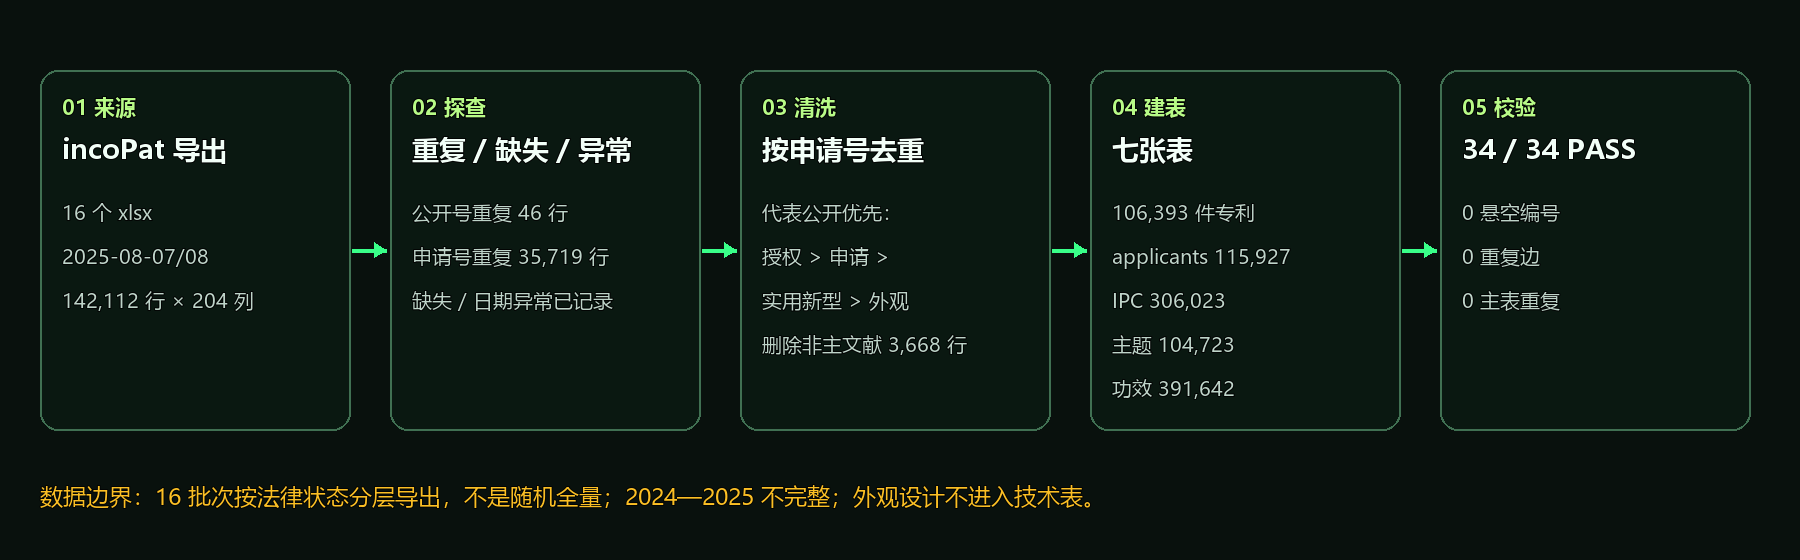 01 来源
incoPat 导出
16 个 xlsx
2025-08-07/08
142,112 行 × 204 列
02 探查
重复 / 缺失 / 异常
公开号重复 46 行
申请号重复 35,719 行
缺失 / 日期异常已记录
03 清洗
按申请号去重
代表公开优先：
授权 > 申请 >
实用新型 > 外观
删除非主文献 3,668 行
04 建表
七张表
106,393 件专利
applicants 115,927
IPC 306,023
主题 104,723
功效 391,642
05 校验
34 / 34 PASS
0 悬空编号
0 重复边
0 主表重复
数据边界：16 批次按法律状态分层导出，不是随机全量；2024—2025 不完整；外观设计不进入技术表。